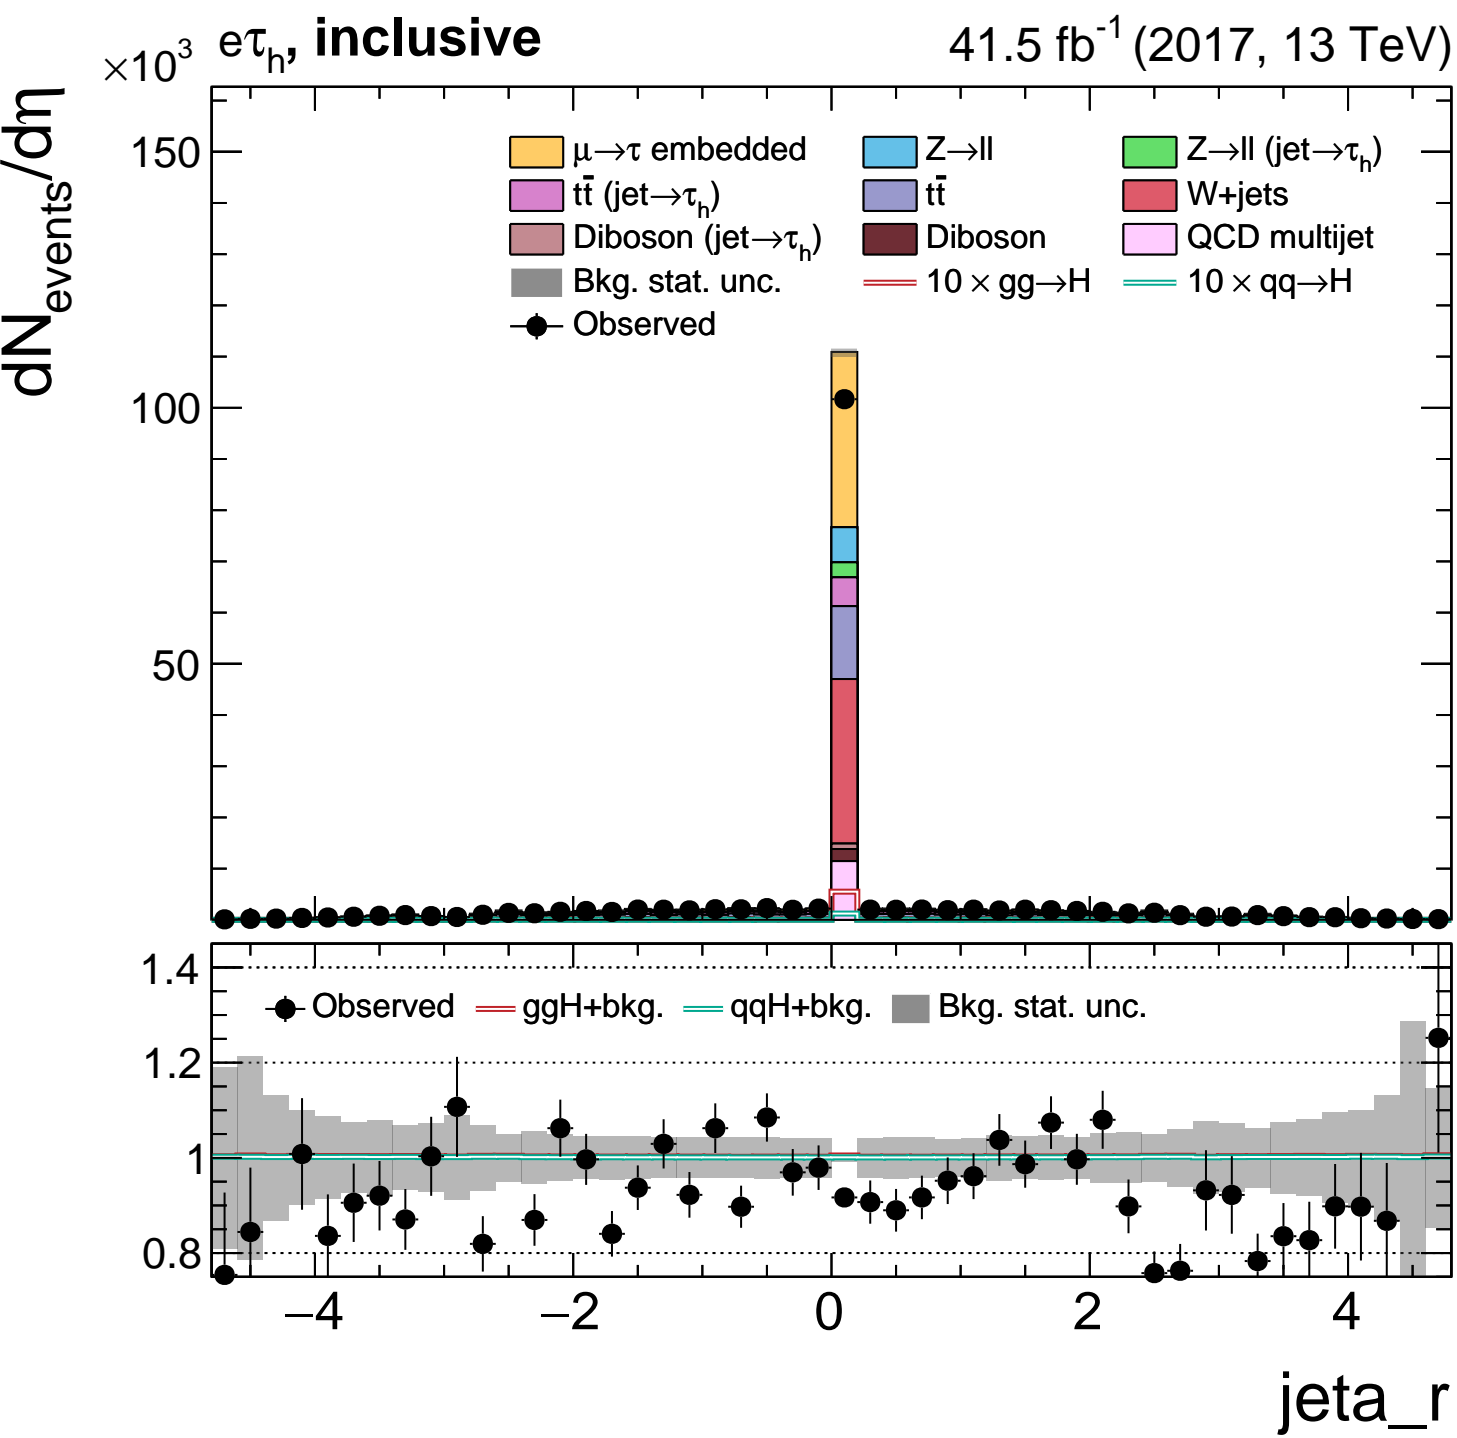 ×10³ eτₕ, inclusive 41.5 fb⁻¹ (2017, 13 TeV)
dN_events/dη
150
100
50
μ→τ embedded Z→ll Z→ll (jet→τₕ)
tt̄ (jet→τₕ) tt̄ W+jets
Diboson (jet→τₕ) Diboson QCD multijet
Bkg. stat. unc. 10 × gg→H 10 × qq→H
Observed
1.4
1.2
1
0.8
Observed ggH+bkg. qqH+bkg. Bkg. stat. unc.
−4 −2 0 2 4
jeta_r